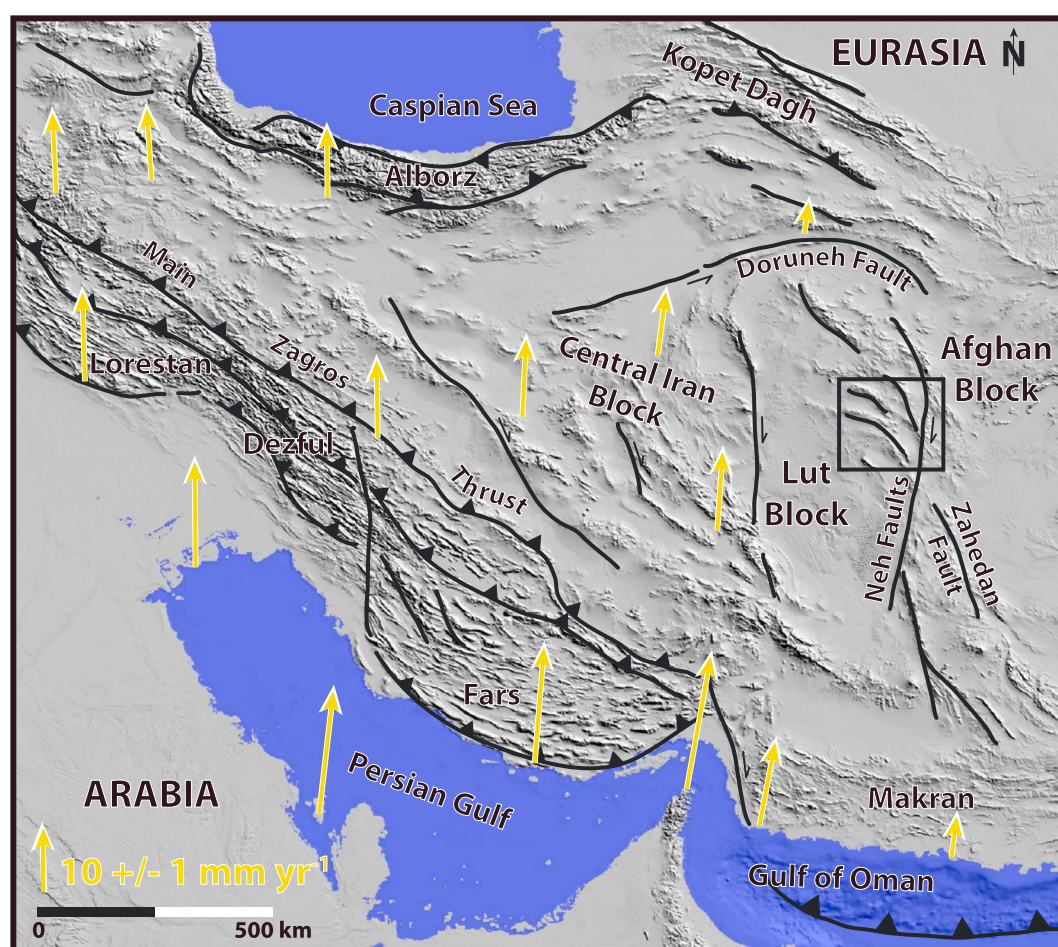 EURASIA N
Kopet Dagh
Caspian Sea
Alborz
Main
Zagros
Thrust
Doruneh Fault
Lorestan
Central Iran
Block
Afghan
Block
Dezful
Lut
Block
Neh Faults
Zahedan
Fault
Fars
Persian Gulf
ARABIA
Makran
10 +/- 1 mm yr-1
Gulf of Oman
0 500 km